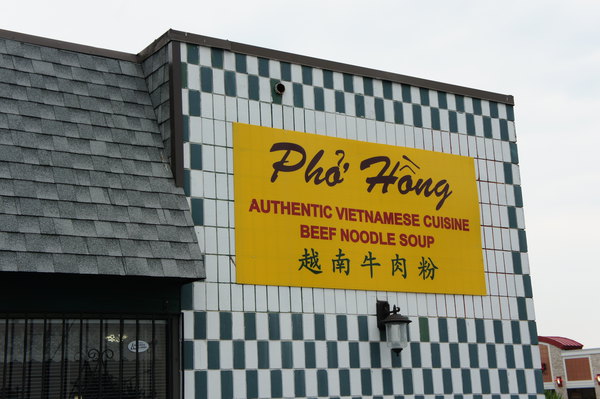 Phở Hồng
AUTHENTIC VIETNAMESE CUISINE
BEEF NOODLE SOUP
越南牛肉粉